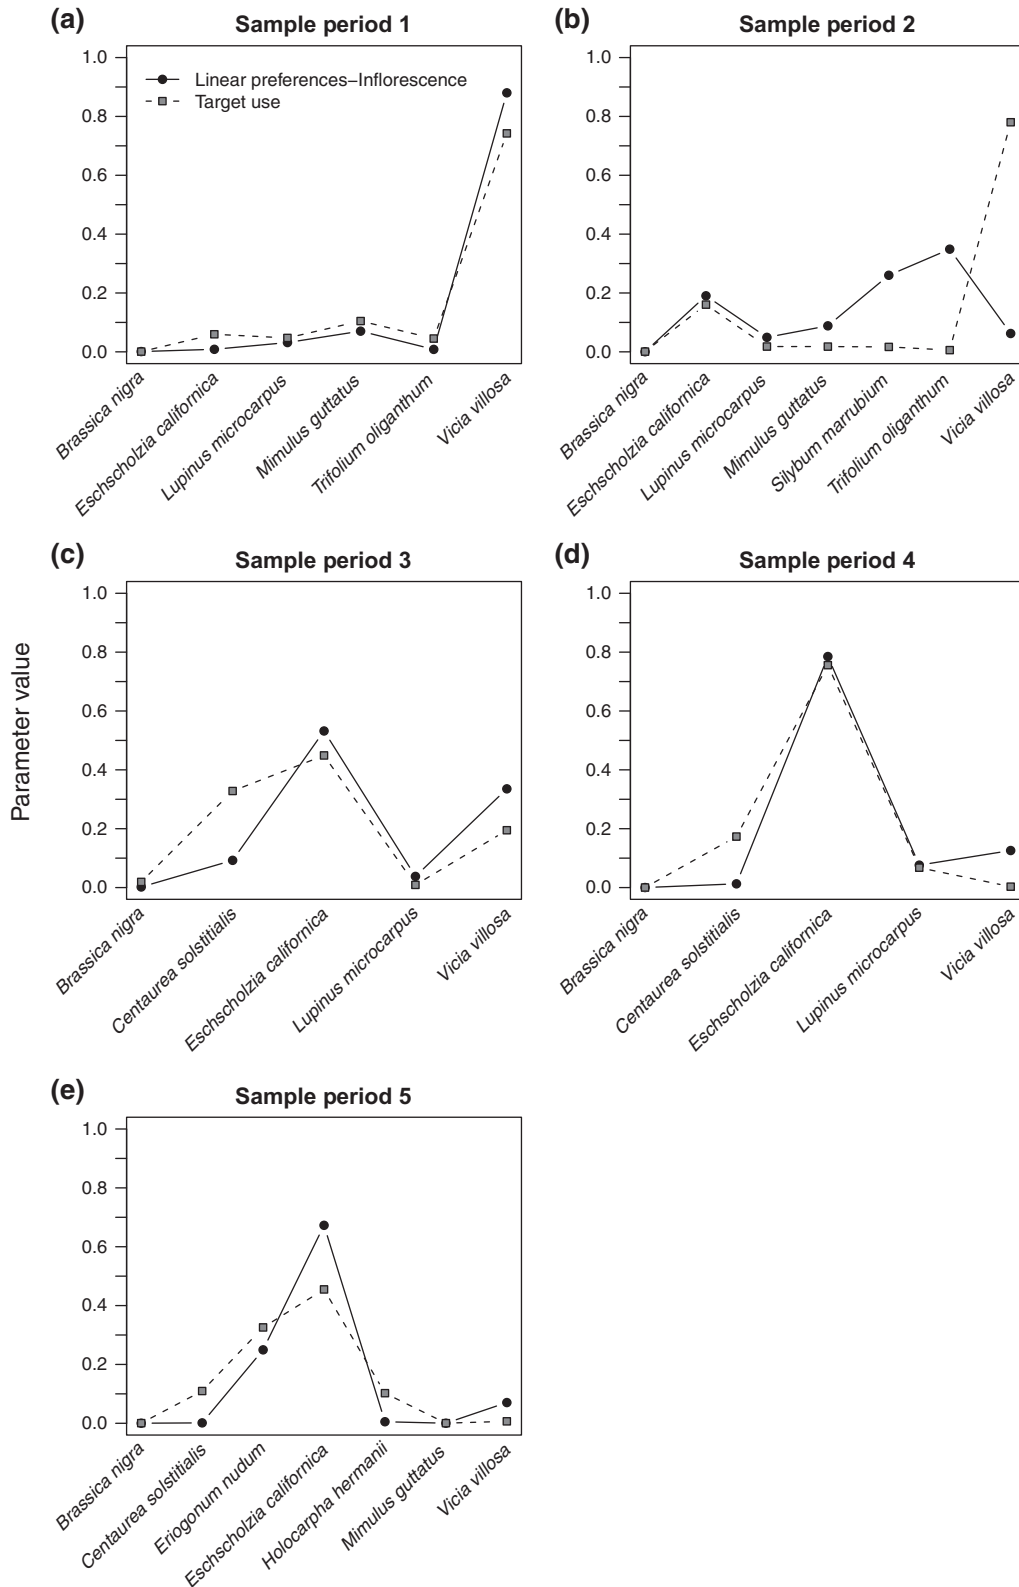 (a) Sample period 1
1.0
0.8
0.6
0.4
0.2
0.0
Linear preferences–Inflorescence
Target use
Brassica nigra
Eschscholzia californica
Lupinus microcarpus
Mimulus guttatus
Trifolium oliganthum
Vicia villosa
(b) Sample period 2
1.0
0.8
0.6
0.4
0.2
0.0
Brassica nigra
Eschscholzia californica
Lupinus microcarpus
Mimulus guttatus
Silybum marrubium
Trifolium oliganthum
Vicia villosa
Parameter value
(c) Sample period 3
1.0
0.8
0.6
0.4
0.2
0.0
Brassica nigra
Centaurea solstitialis
Eschscholzia californica
Lupinus microcarpus
Vicia villosa
(d) Sample period 4
1.0
0.8
0.6
0.4
0.2
0.0
Brassica nigra
Centaurea solstitialis
Eschscholzia californica
Lupinus microcarpus
Vicia villosa
(e) Sample period 5
1.0
0.8
0.6
0.4
0.2
0.0
Brassica nigra
Centaurea solstitialis
Eriogonum nudum
Eschscholzia californica
Holocarpha hermanii
Mimulus guttatus
Vicia villosa